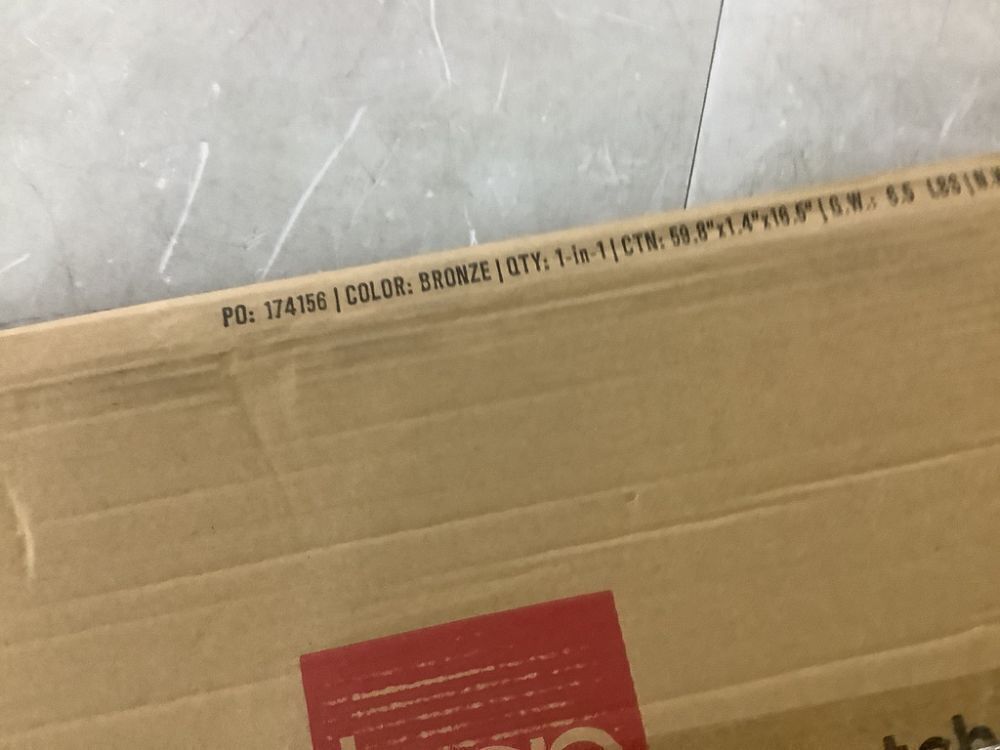 PO: 174156 | COLOR: BRONZE | QTY: 1-in-1 | CTN: 59.8"x1.4"x16.5" | G.W.: 6.5 LBS | N.W